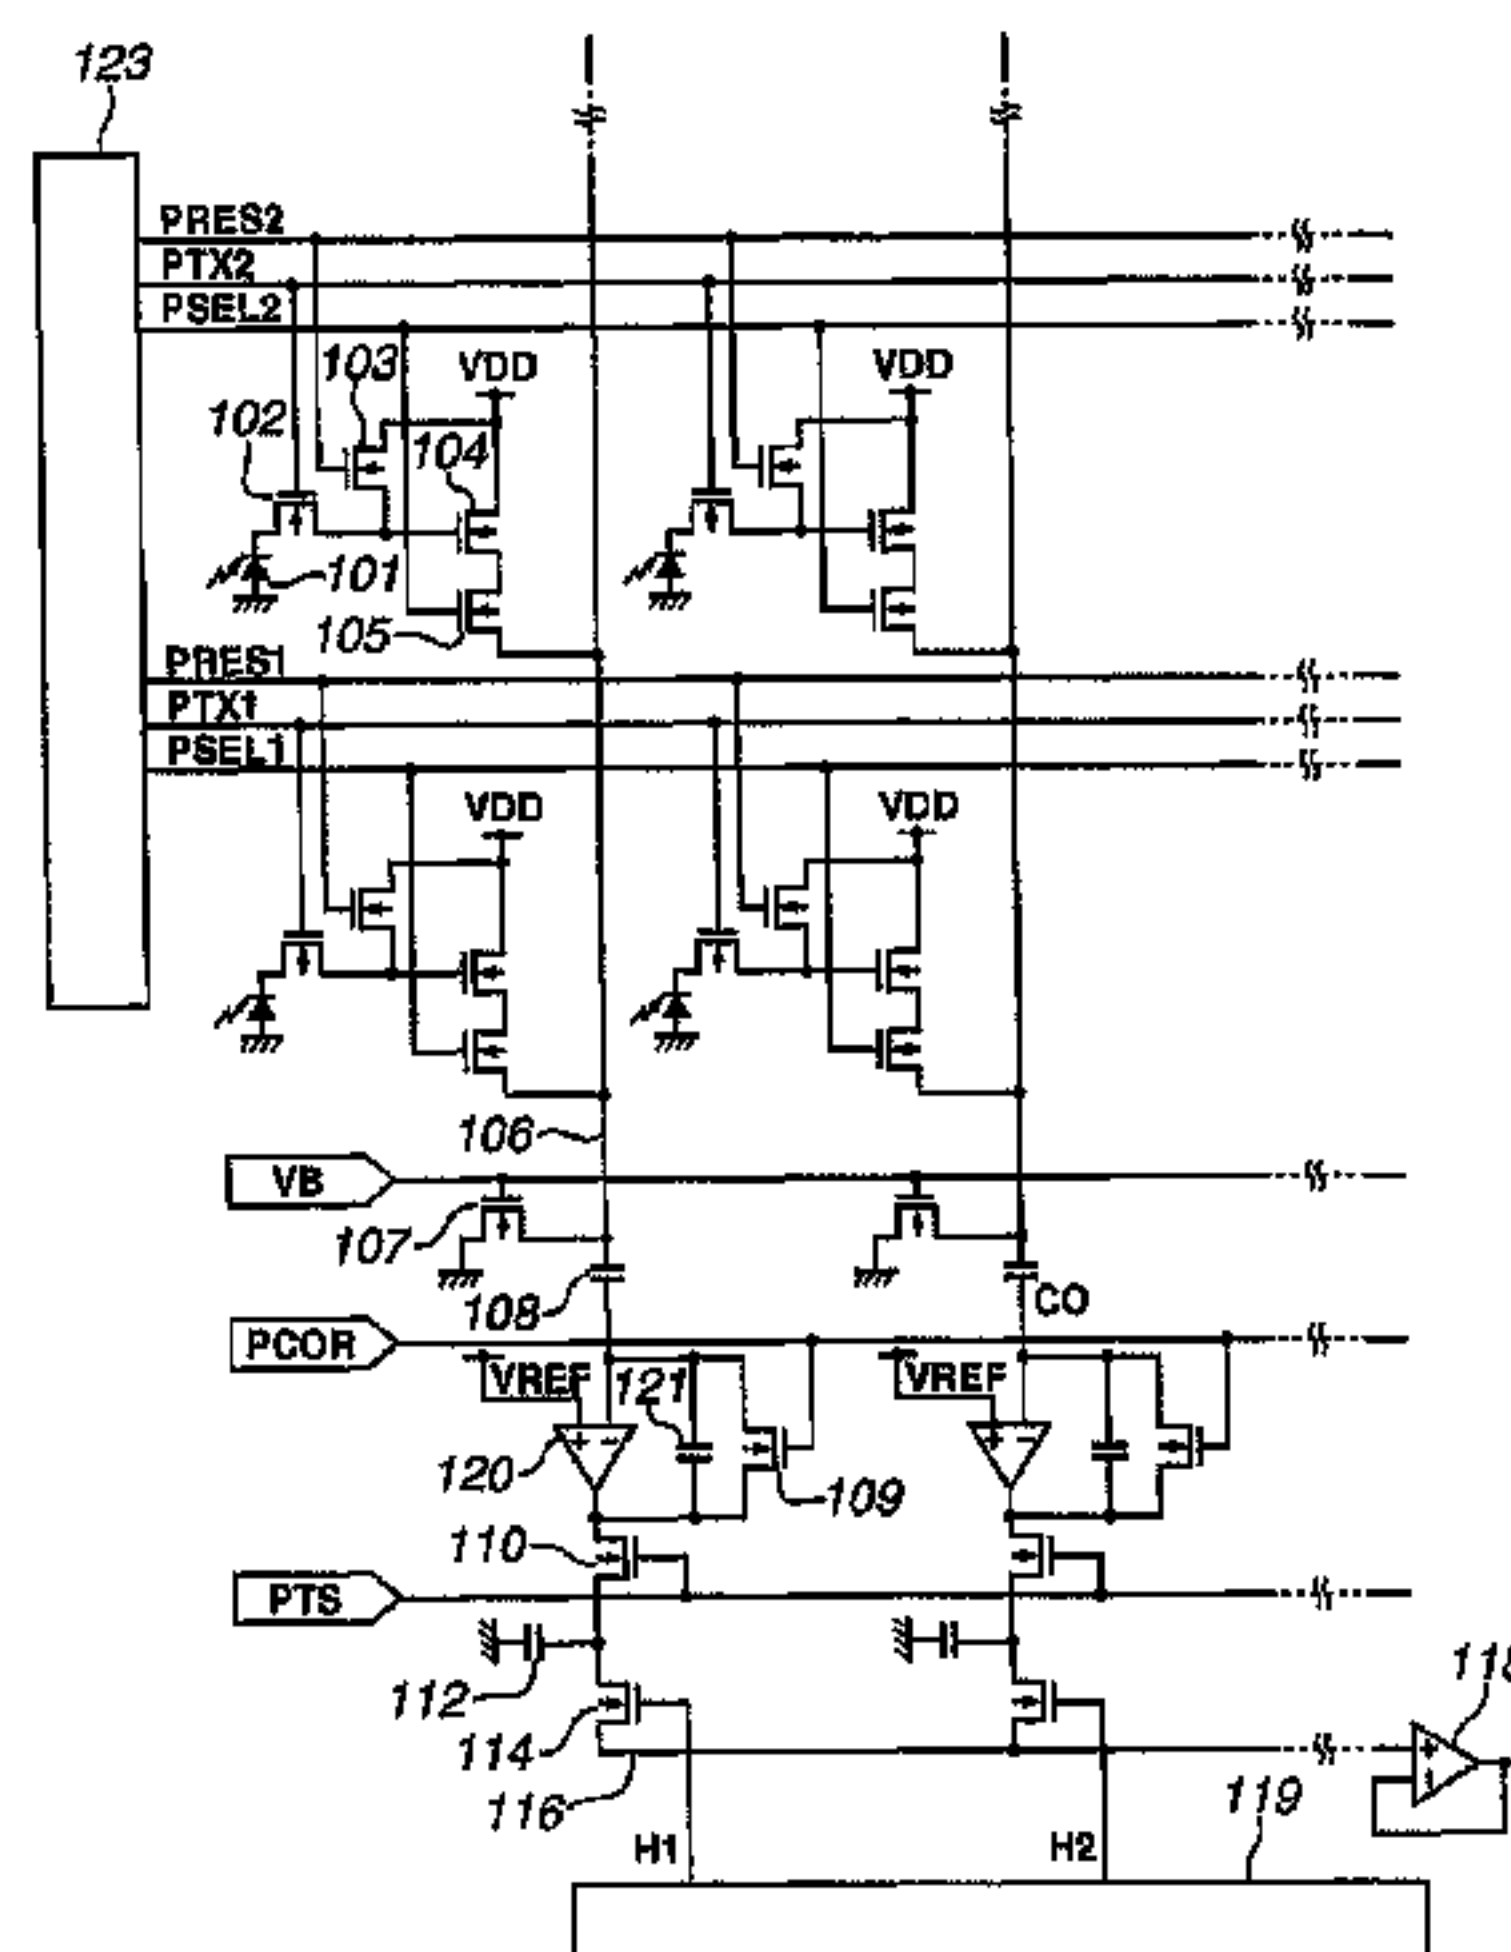 123
PRES2
PTX2
PSEL2
103 VDD VDD
102 104
101
105
PRES1
PTX1
PSEL1
VDD VDD
106
VB
107
108 CO
PCOR
VREF 121 VREF
+ - + -
120 109
110
PTS
112 118
114
116 119
H1 H2